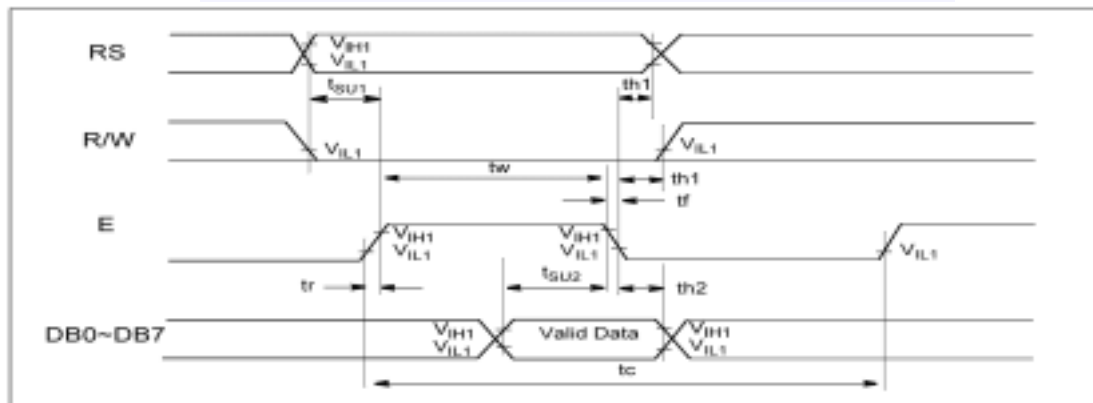 RS
VIH1
VIL1
tSU1
th1
R/W
VIL1
VIL1
tw
th1
tf
E
VIH1
VIL1
VIH1
VIL1
VIL1
tr
tSU2
th2
DB0~DB7
VIH1
VIL1
Valid Data
VIH1
VIL1
tc